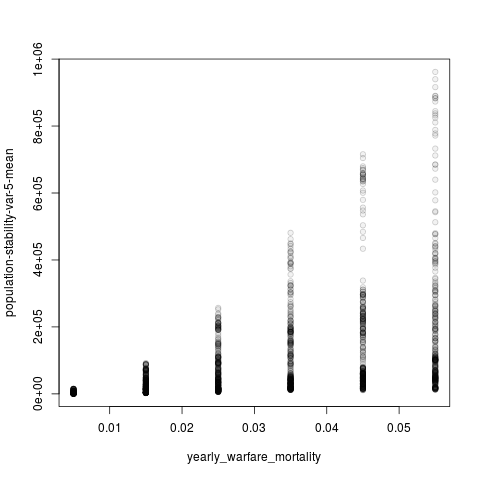 1e+06
8e+05
6e+05
4e+05
2e+05
0e+00
population-stability-var-5-mean
0.01 0.02 0.03 0.04 0.05
yearly_warfare_mortality